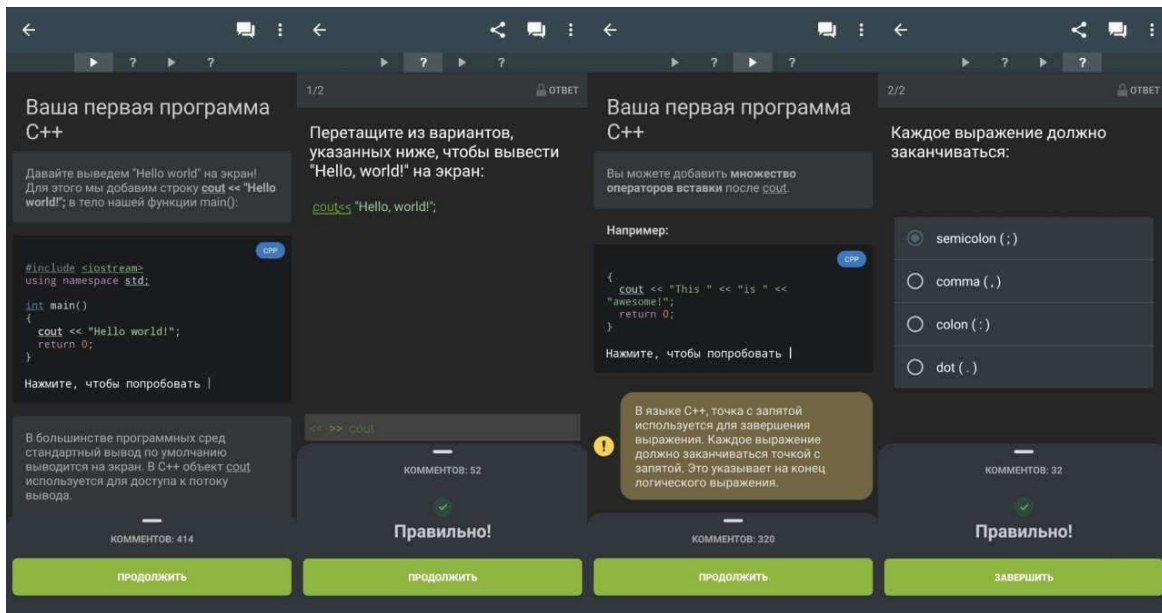 Ваша первая программа
C++
Давайте выведем "Hello world" на экран!
Для этого мы добавим строку cout << "Hello
world!"; в тело нашей функции main():
CPP
#include <iostream>
using namespace std;
int main()
{
cout << "Hello world!";
return 0;
}
Нажмите, чтобы попробовать
В большинстве программных сред
стандартный вывод по умолчанию
выводится на экран. В C++ объект cout
используется для доступа к потоку
вывода.
КОММЕНТОВ: 414
ПРОДОЛЖИТЬ
?
?
1/2
ОТВЕТ
Перетащите из вариантов,
указанных ниже, чтобы вывести
"Hello, world!" на экран:
cout<< "Hello, world!";
<< >> cout
КОММЕНТОВ: 52
Правильно!
ПРОДОЛЖИТЬ
?
?
Ваша первая программа
C++
Вы можете добавить множество
операторов вставки после cout.
Например:
CPP
{
cout << "This " << "is " <<
"awesome!";
return 0;
}
Нажмите, чтобы попробовать
В языке C++, точка с запятой
используется для завершения
выражения. Каждое выражение
должно заканчиваться точкой с
запятой. Это указывает на конец
логического выражения.
КОММЕНТОВ: 320
ПРОДОЛЖИТЬ
?
?
2/2
ОТВЕТ
Каждое выражение должно
заканчиваться:
semicolon ( ; )
comma ( , )
colon ( : )
dot ( . )
КОММЕНТОВ: 32
Правильно!
ЗАВЕРШИТЬ
?
?